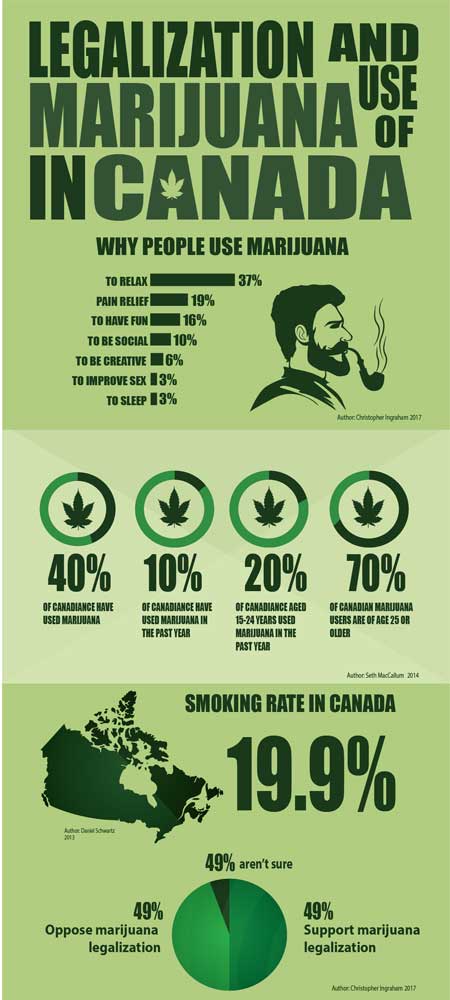 LEGALIZATION AND
USE
MARIJUANA OF
IN CANADA
WHY PEOPLE USE MARIJUANA
TO RELAX 37%
PAIN RELIEF 19%
TO HAVE FUN 16%
TO BE SOCIAL 10%
TO BE CREATIVE 6%
TO IMPROVE SEX 3%
TO SLEEP 3%
Author: Christopher Ingraham 2017
40%
OF CANADIANCE HAVE
USED MARIJUANA
10%
OF CANADIANCE HAVE
USED MARIJUANA IN
THE PAST YEAR
20%
OF CANADIANCE AGED
15-24 YEARS USED
MARIJUANA IN THE
PAST YEAR
70%
OF CANADIAN MARIJUANA
USERS ARE OF AGE 25 OR
OLDER
Author: Seth MacCallum 2014
SMOKING RATE IN CANADA
19.9%
Author: Daniel Schwartz
2013
49% aren't sure
49%
Oppose marijuana
legalization
49%
Support marijuana
legalization
Author: Christopher Ingraham 2017